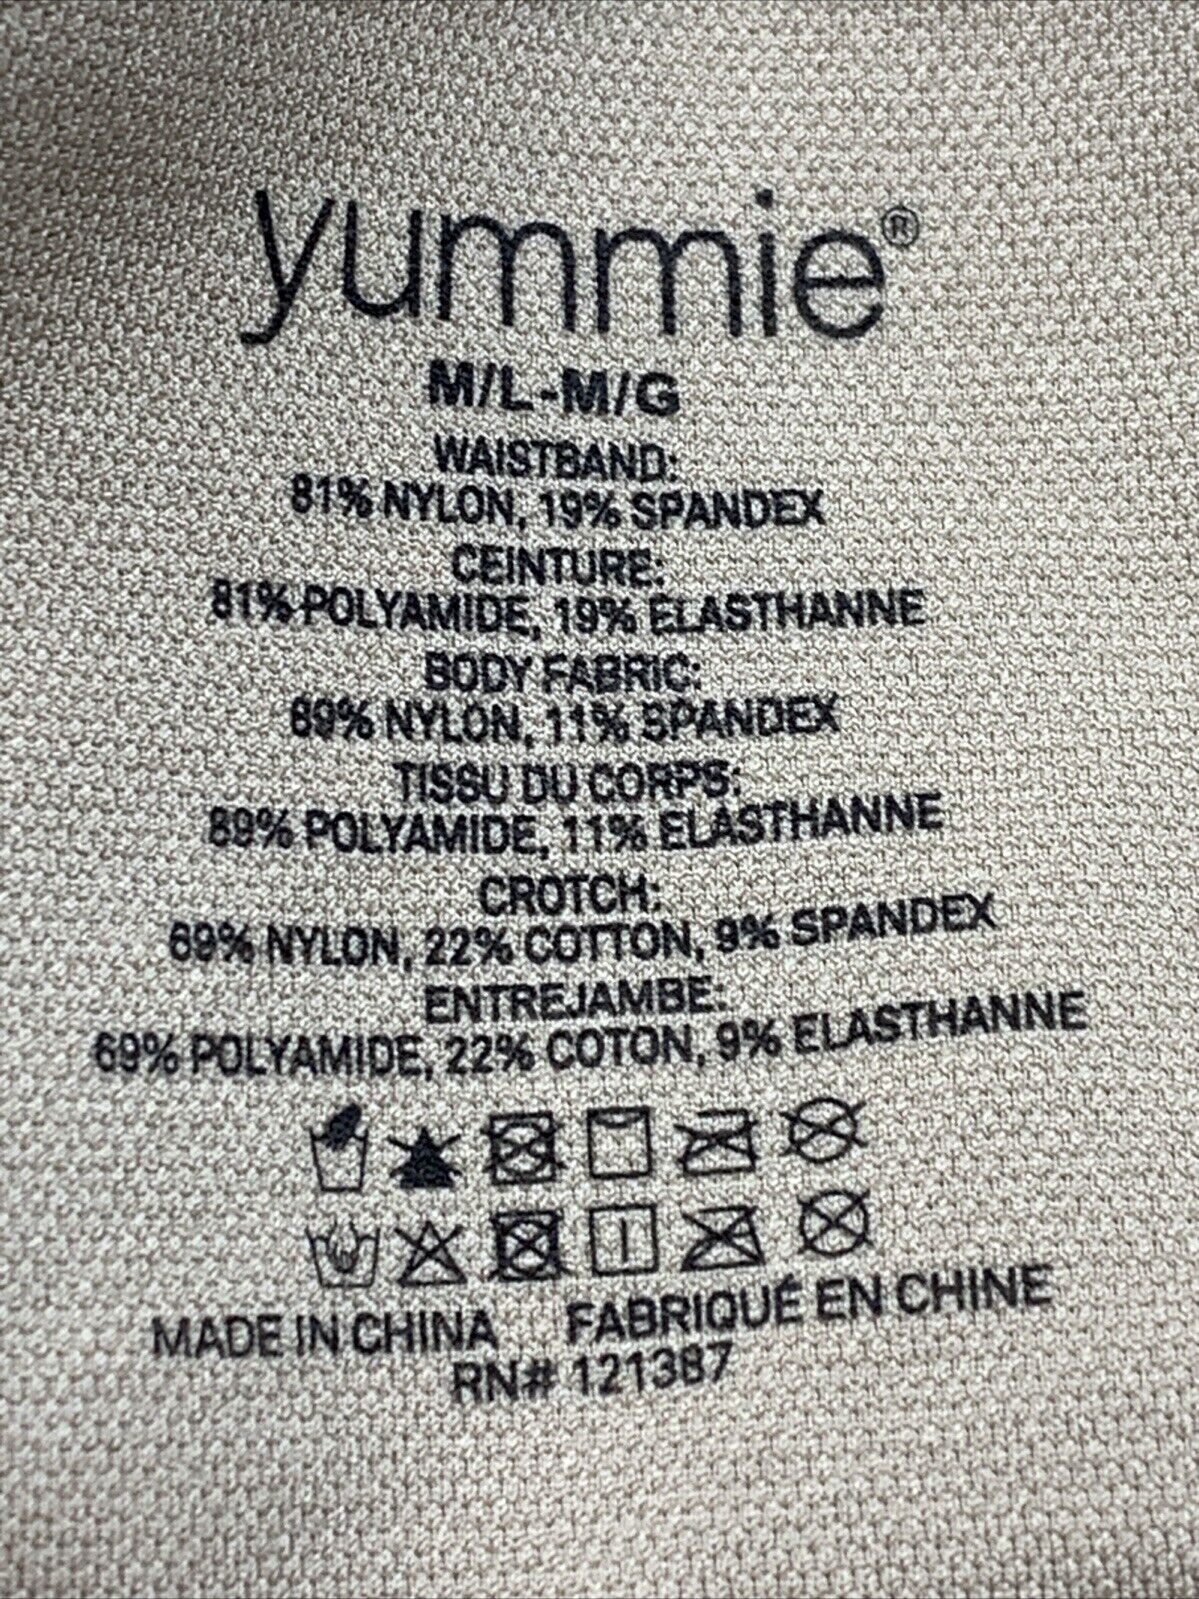 yummie®
M/L-M/G
WAISTBAND:
81% NYLON, 19% SPANDEX
CEINTURE:
81% POLYAMIDE, 19% ELASTHANNE
BODY FABRIC:
89% NYLON, 11% SPANDEX
TISSU DU CORPS:
89% POLYAMIDE, 11% ELASTHANNE
CROTCH:
69% NYLON, 22% COTTON, 9% SPANDEX
ENTREJAMBE:
69% POLYAMIDE, 22% COTON, 9% ELASTHANNE
MADE IN CHINA FABRIQUÉ EN CHINE
RN# 121387